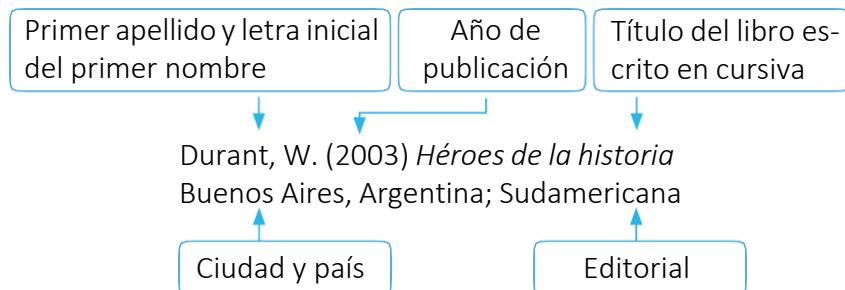 Primer apellido y letra inicial
del primer nombre
Año de
publicación
Título del libro es-
crito en cursiva
Durant, W. (2003) Héroes de la historia
Buenos Aires, Argentina; Sudamericana
Ciudad y país
Editorial